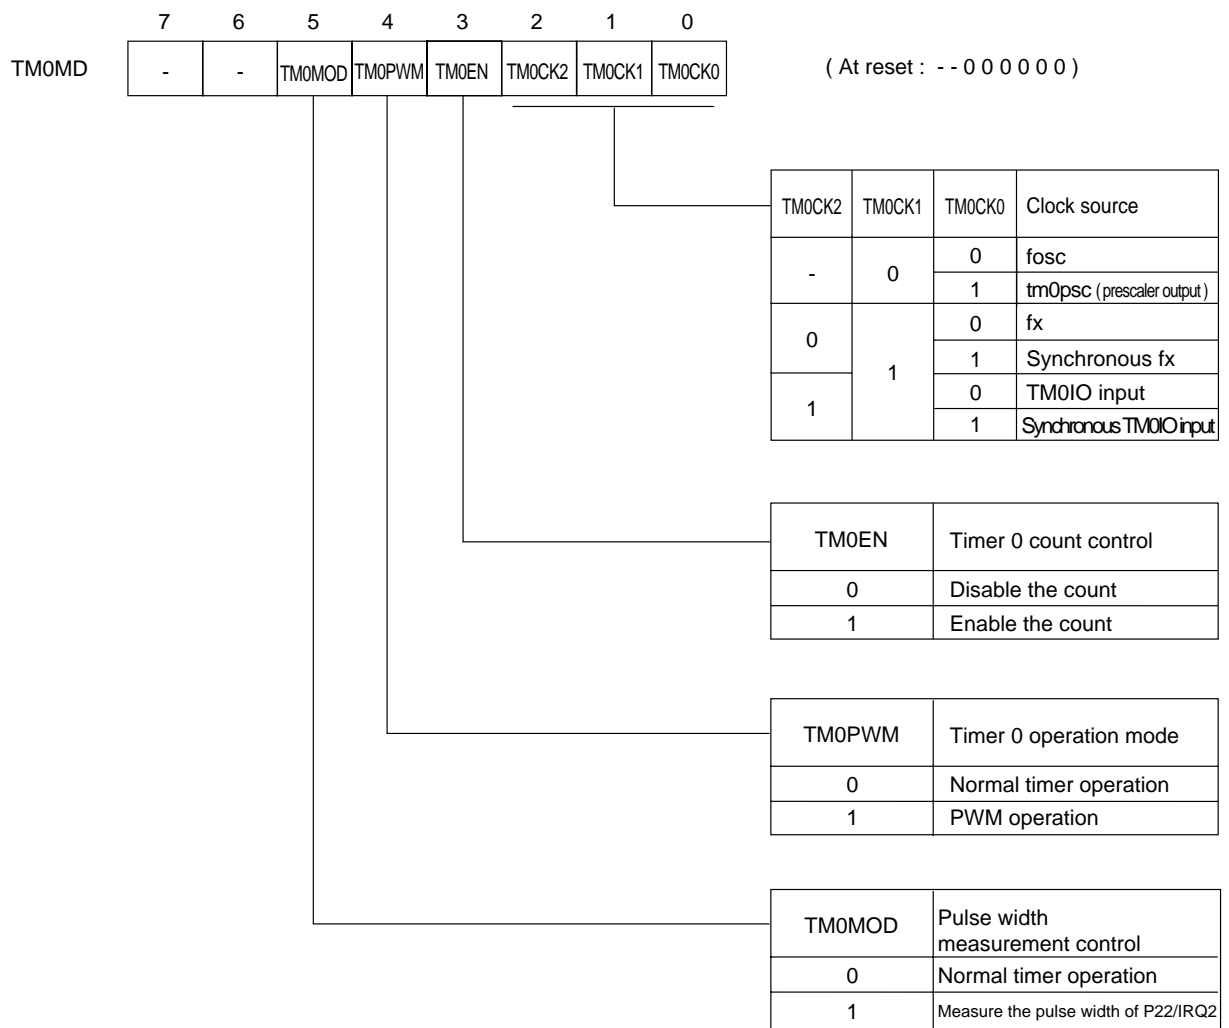 7 6 5 4 3 2 1 0
TM0MD - - TM0MOD TM0PWM TM0EN TM0CK2 TM0CK1 TM0CK0 ( At reset : - - 0 0 0 0 0 0 )
TM0CK2 TM0CK1 TM0CK0 Clock source
- 0 0 fosc
1 tm0psc ( prescaler output )
0 1 0 fx
1 Synchronous fx
1 0 TM0IO input
1 Synchronous TM0IO input
TM0EN Timer 0 count control
0 Disable the count
1 Enable the count
TM0PWM Timer 0 operation mode
0 Normal timer operation
1 PWM operation
TM0MOD Pulse width
measurement control
0 Normal timer operation
1 Measure the pulse width of P22/IRQ2